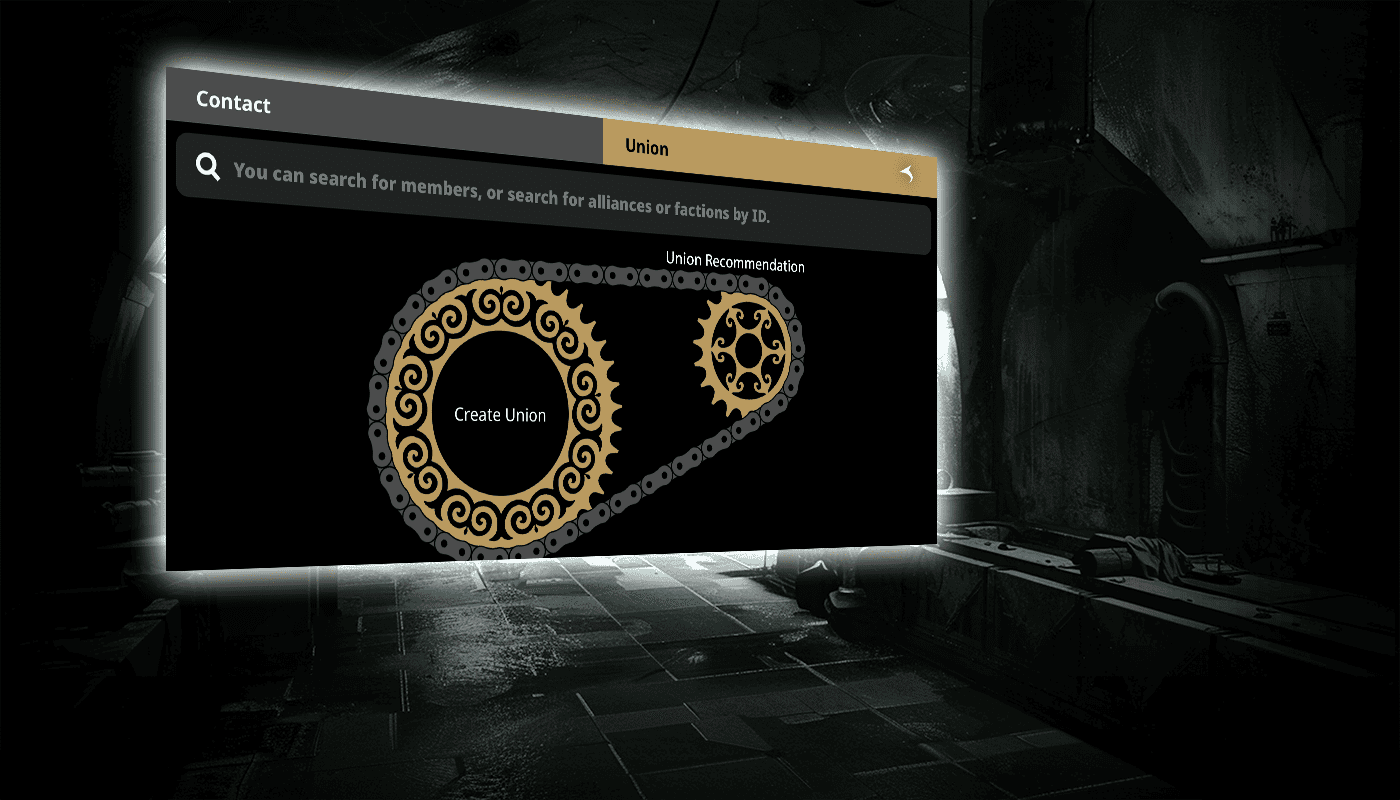 Contact
Union
You can search for members, or search for alliances or factions by ID.
Union Recommendation
Create Union